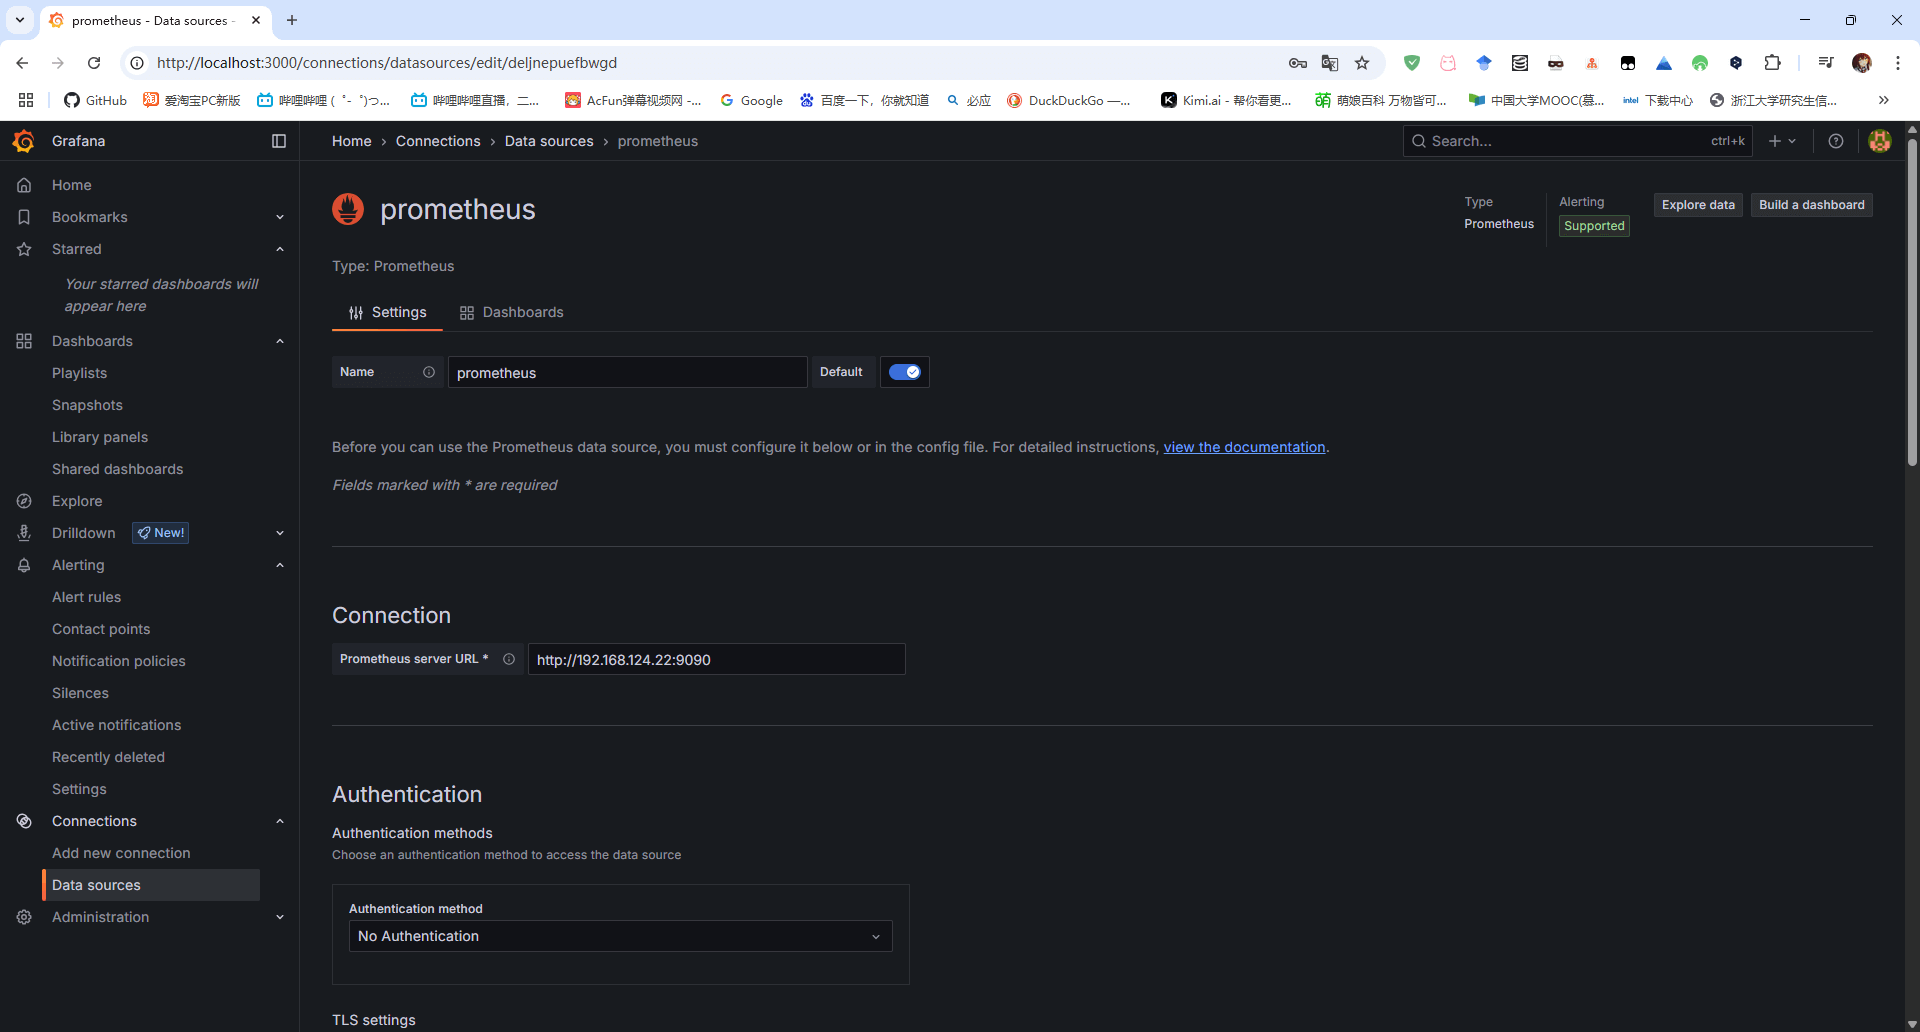 prometheus - Data sources -
http://localhost:3000/connections/datasources/edit/deljnepuefbwgd
GitHub
爱淘宝PC新版
哔哩哔哩 ( ゜- ゜)つ...
哔哩哔哩直播，二...
AcFun弹幕视频网 -...
Google
百度一下，你就知道
必应
DuckDuckGo —...
Kimi.ai - 帮你看更...
萌娘百科 万物皆可...
中国大学MOOC(慕...
intel 下载中心
浙江大学研究生信...
Grafana
Home › Connections › Data sources › prometheus
Search...
ctrl+k
Home
Bookmarks
Starred
Your starred dashboards will
appear here
Dashboards
Playlists
Snapshots
Library panels
Shared dashboards
Explore
Drilldown
New!
Alerting
Alert rules
Contact points
Notification policies
Silences
Active notifications
Recently deleted
Settings
Connections
Add new connection
Data sources
Administration
prometheus
Type
Prometheus
Alerting
Supported
Explore data
Build a dashboard
Type: Prometheus
Settings
Dashboards
Name
prometheus
Default
Before you can use the Prometheus data source, you must configure it below or in the config file. For detailed instructions, view the documentation.
Fields marked with * are required
Connection
Prometheus server URL *
http://192.168.124.22:9090
Authentication
Authentication methods
Choose an authentication method to access the data source
Authentication method
No Authentication
TLS settings